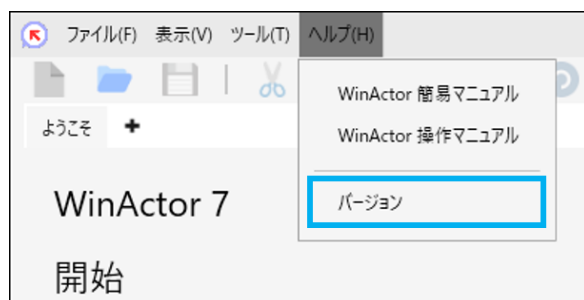 ファイル(F) 表示(V) ツール(T) ヘルプ(H)
WinActor 簡易マニュアル
WinActor 操作マニュアル
バージョン
ようこそ
WinActor 7
開始